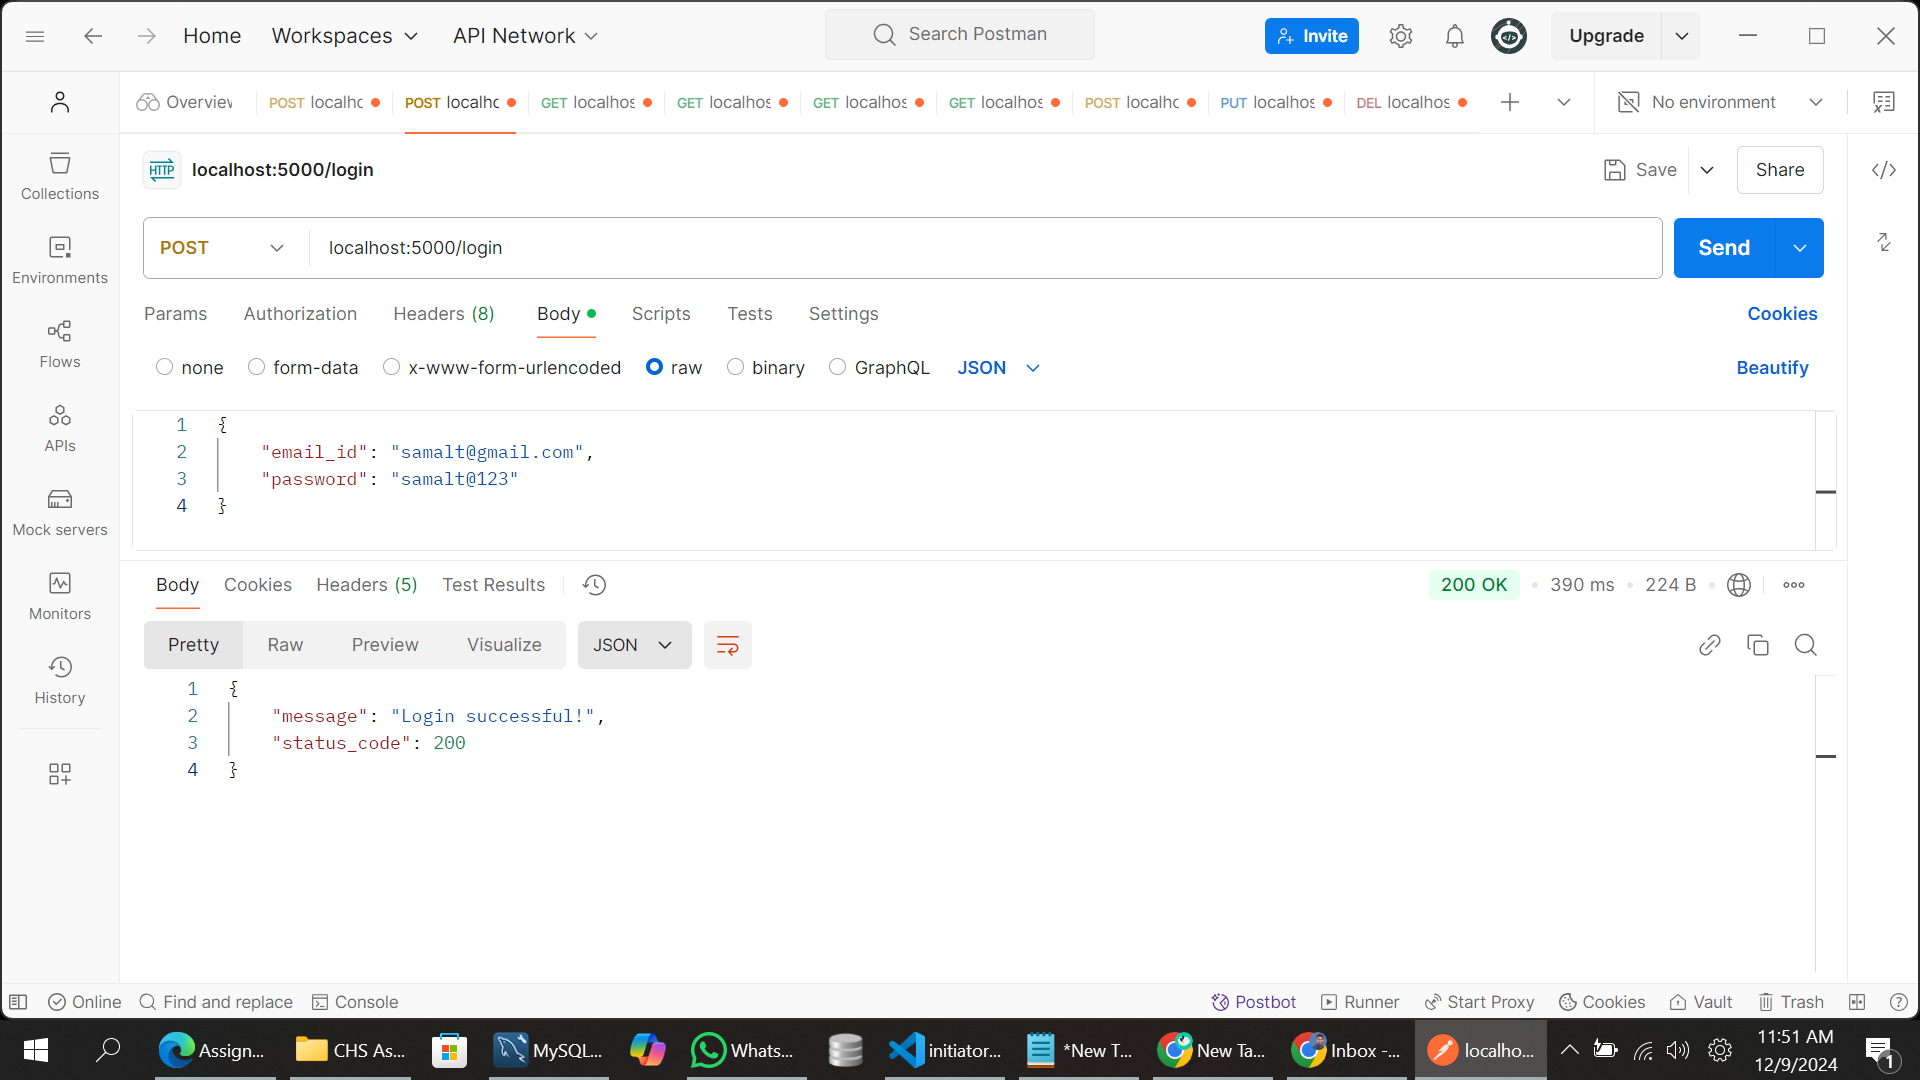 Home Workspaces API Network Search Postman Invite Upgrade
Overview POST localhc POST localhc GET localhos GET localhos GET localhos GET localhos POST localhc PUT localhos DEL localhos No environment
HTTP localhost:5000/login Save Share
POST localhost:5000/login Send
Params Authorization Headers (8) Body Scripts Tests Settings Cookies
none form-data x-www-form-urlencoded raw binary GraphQL JSON Beautify
1 {
2 "email_id": "samalt@gmail.com",
3 "password": "samalt@123"
4 }
Body Cookies Headers (5) Test Results 200 OK 390 ms 224 B
Pretty Raw Preview Visualize JSON
1 {
2 "message": "Login successful!",
3 "status_code": 200
4 }
Collections
Environments
Flows
APIs
Mock servers
Monitors
History
Online Find and replace Console Postbot Runner Start Proxy Cookies Vault Trash
Assign... CHS As... MySQL... Whats... initiator... *New T... New Ta... Inbox -... localho... 11:51 AM
12/9/2024 1